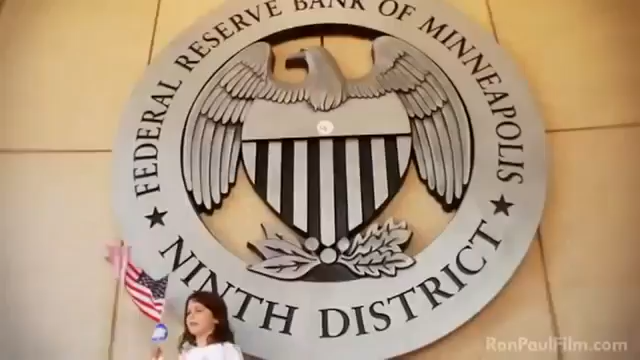 FEDERAL RESERVE BANK OF MINNEAPOLIS
NINTH DISTRICT
RonPaulFilm.com